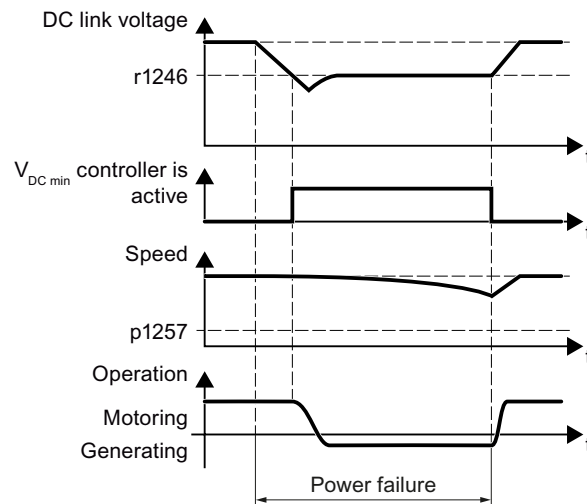 DC link voltage
r1246
t
V DC min controller is
active
t
Speed
p1257
t
Operation
Motoring
Generating
t
Power failure